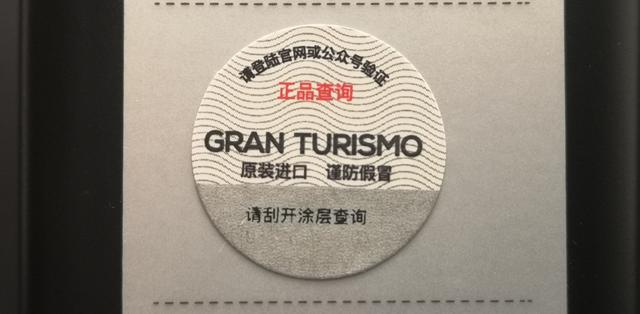 请登陆官网或公众号验证
正品查询
GRAN TURISMO
原装进口 谨防假冒
请刮开涂层查询